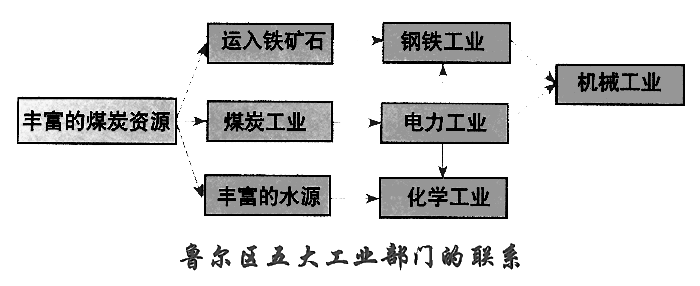 运入铁矿石
钢铁工业
机械工业
丰富的煤炭资源
煤炭工业
电力工业
丰富的水源
化学工业
鲁尔区五大工业部门的联系